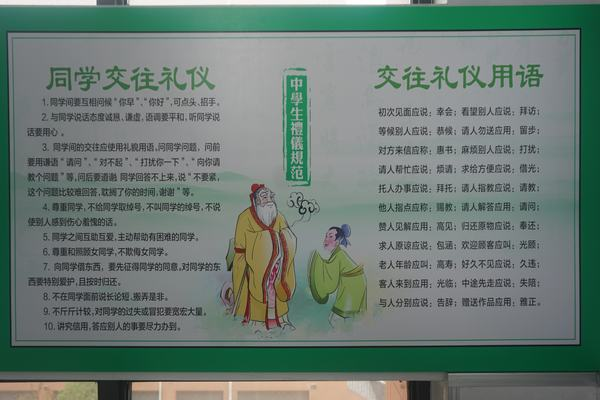 同学交往礼仪
1. 同学间要互相问候“你早”、“你好”，可点头、招手。
2. 与同学说话态度诚恳、谦虚，语调要平和，听同学说
话要用心。
3. 同学间的交往应使用礼貌用语，问同学问题，问前
要用谦语“请问”、“对不起”、“打扰你一下”、“向你请
教个问题”等，问后要道谢 同学回答不上来，说“不要紧，
这个问题比较难回答，耽搁了你的时间，谢谢”等。
4. 尊重同学，不给同学取绰号，不叫同学的绰号，不说
使别人感到伤心羞愧的话。
5. 同学之间互助互爱，主动帮助有困难的同学。
6. 尊重和照顾女同学，不欺侮女同学。
7. 向同学借东西，要先征得同学的同意，对同学的东
西要特别爱护，且按时归还。
8. 不在同学面前说长论短，搬弄是非。
9. 不斤斤计较，对同学的过失或冒犯要宽宏大量。
10. 讲究信用，答应别人的事要尽力办到。
中學生禮儀規范
交往礼仪用语
初次见面应说：幸会；看望别人应说：拜访；
等候别人应说：恭候；请人勿送应用：留步；
对方来信应称：惠书；麻烦别人应说：打扰；
请人帮忙应说：烦请；求给方便应说：借光；
托人办事应说：拜托；请人指教应说：请教；
他人指点应称：赐教；请人解答应用：请问；
赞人见解应用：高见；归还原物应说：奉还；
求人原谅应说：包涵；欢迎顾客应叫：光顾；
老人年龄应叫：高寿；好久不见应说：久违；
客人来到应用：光临；中途先走应说：失陪；
与人分别应说：告辞；赠送作品应用：雅正。